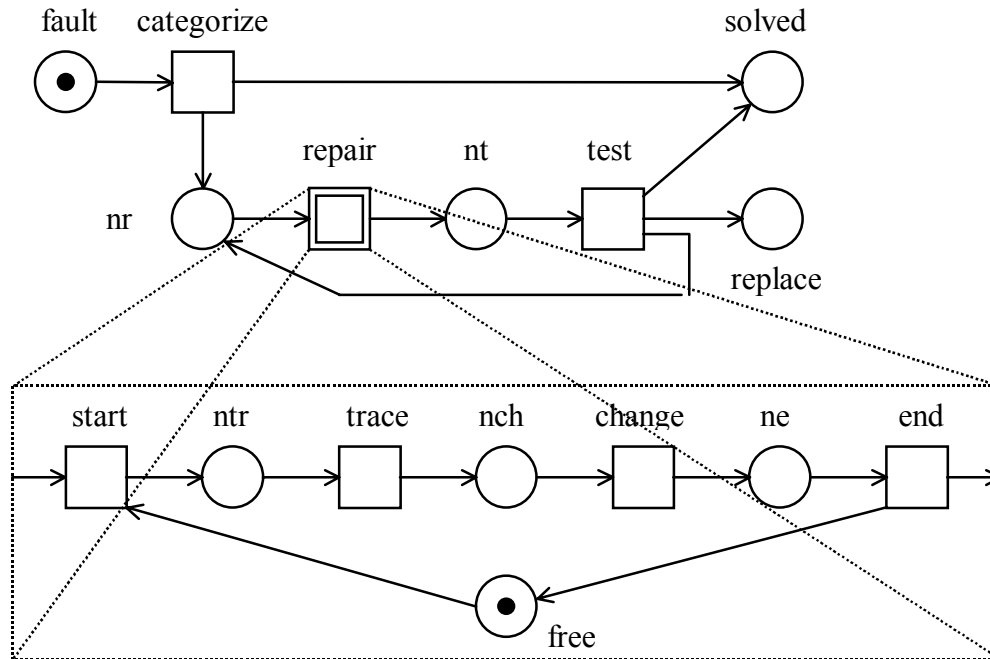 fault categorize solved
repair nt test
nr
replace
start ntr trace nch change ne end
free